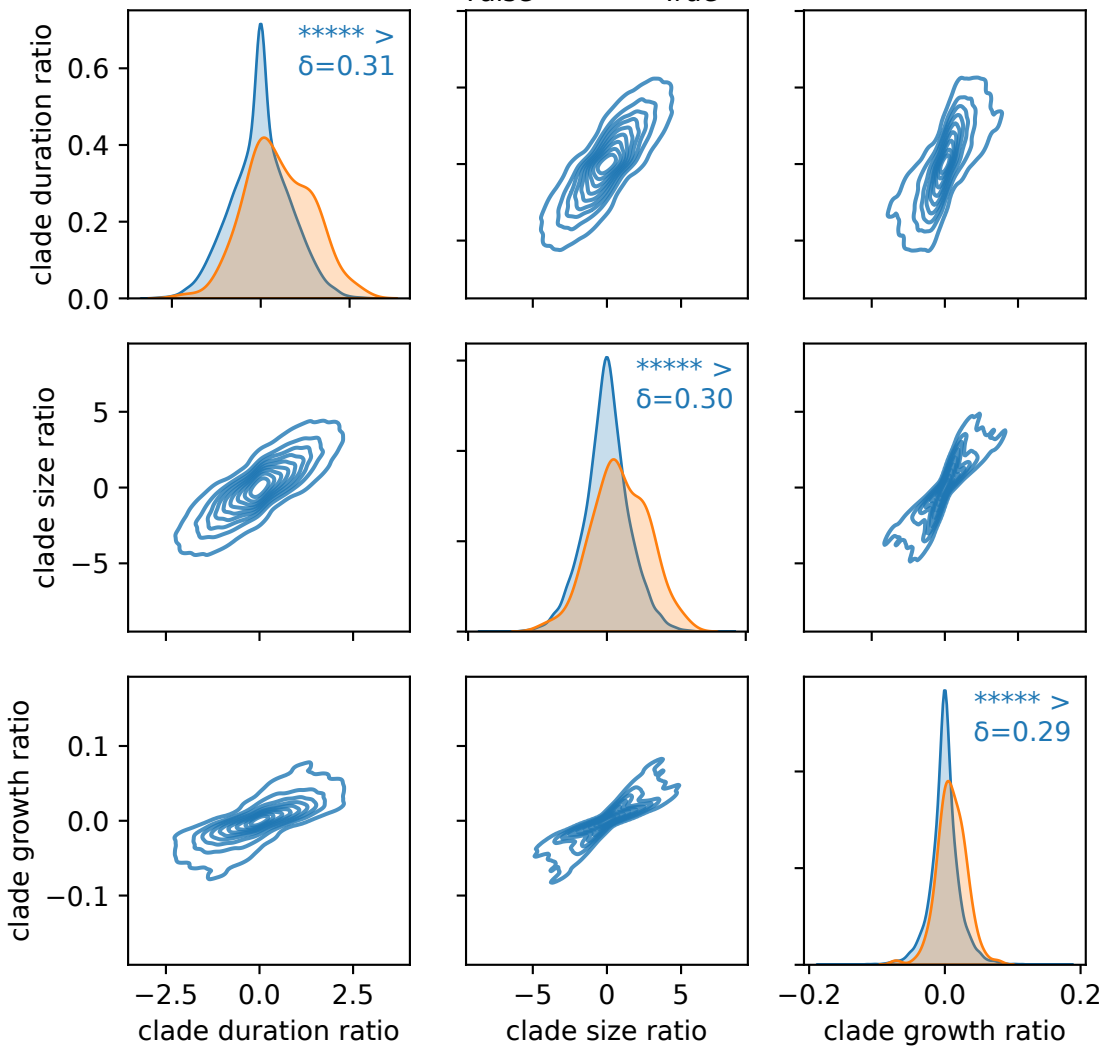 ***** >
δ=0.31
clade duration ratio
0.6
0.4
0.2
0.0
***** >
δ=0.30
clade size ratio
5
0
−5
***** >
δ=0.29
clade growth ratio
0.1
0.0
−0.1
−2.5 0.0 2.5
−5 0 5
−0.2 0.0 0.2
clade duration ratio
clade size ratio
clade growth ratio